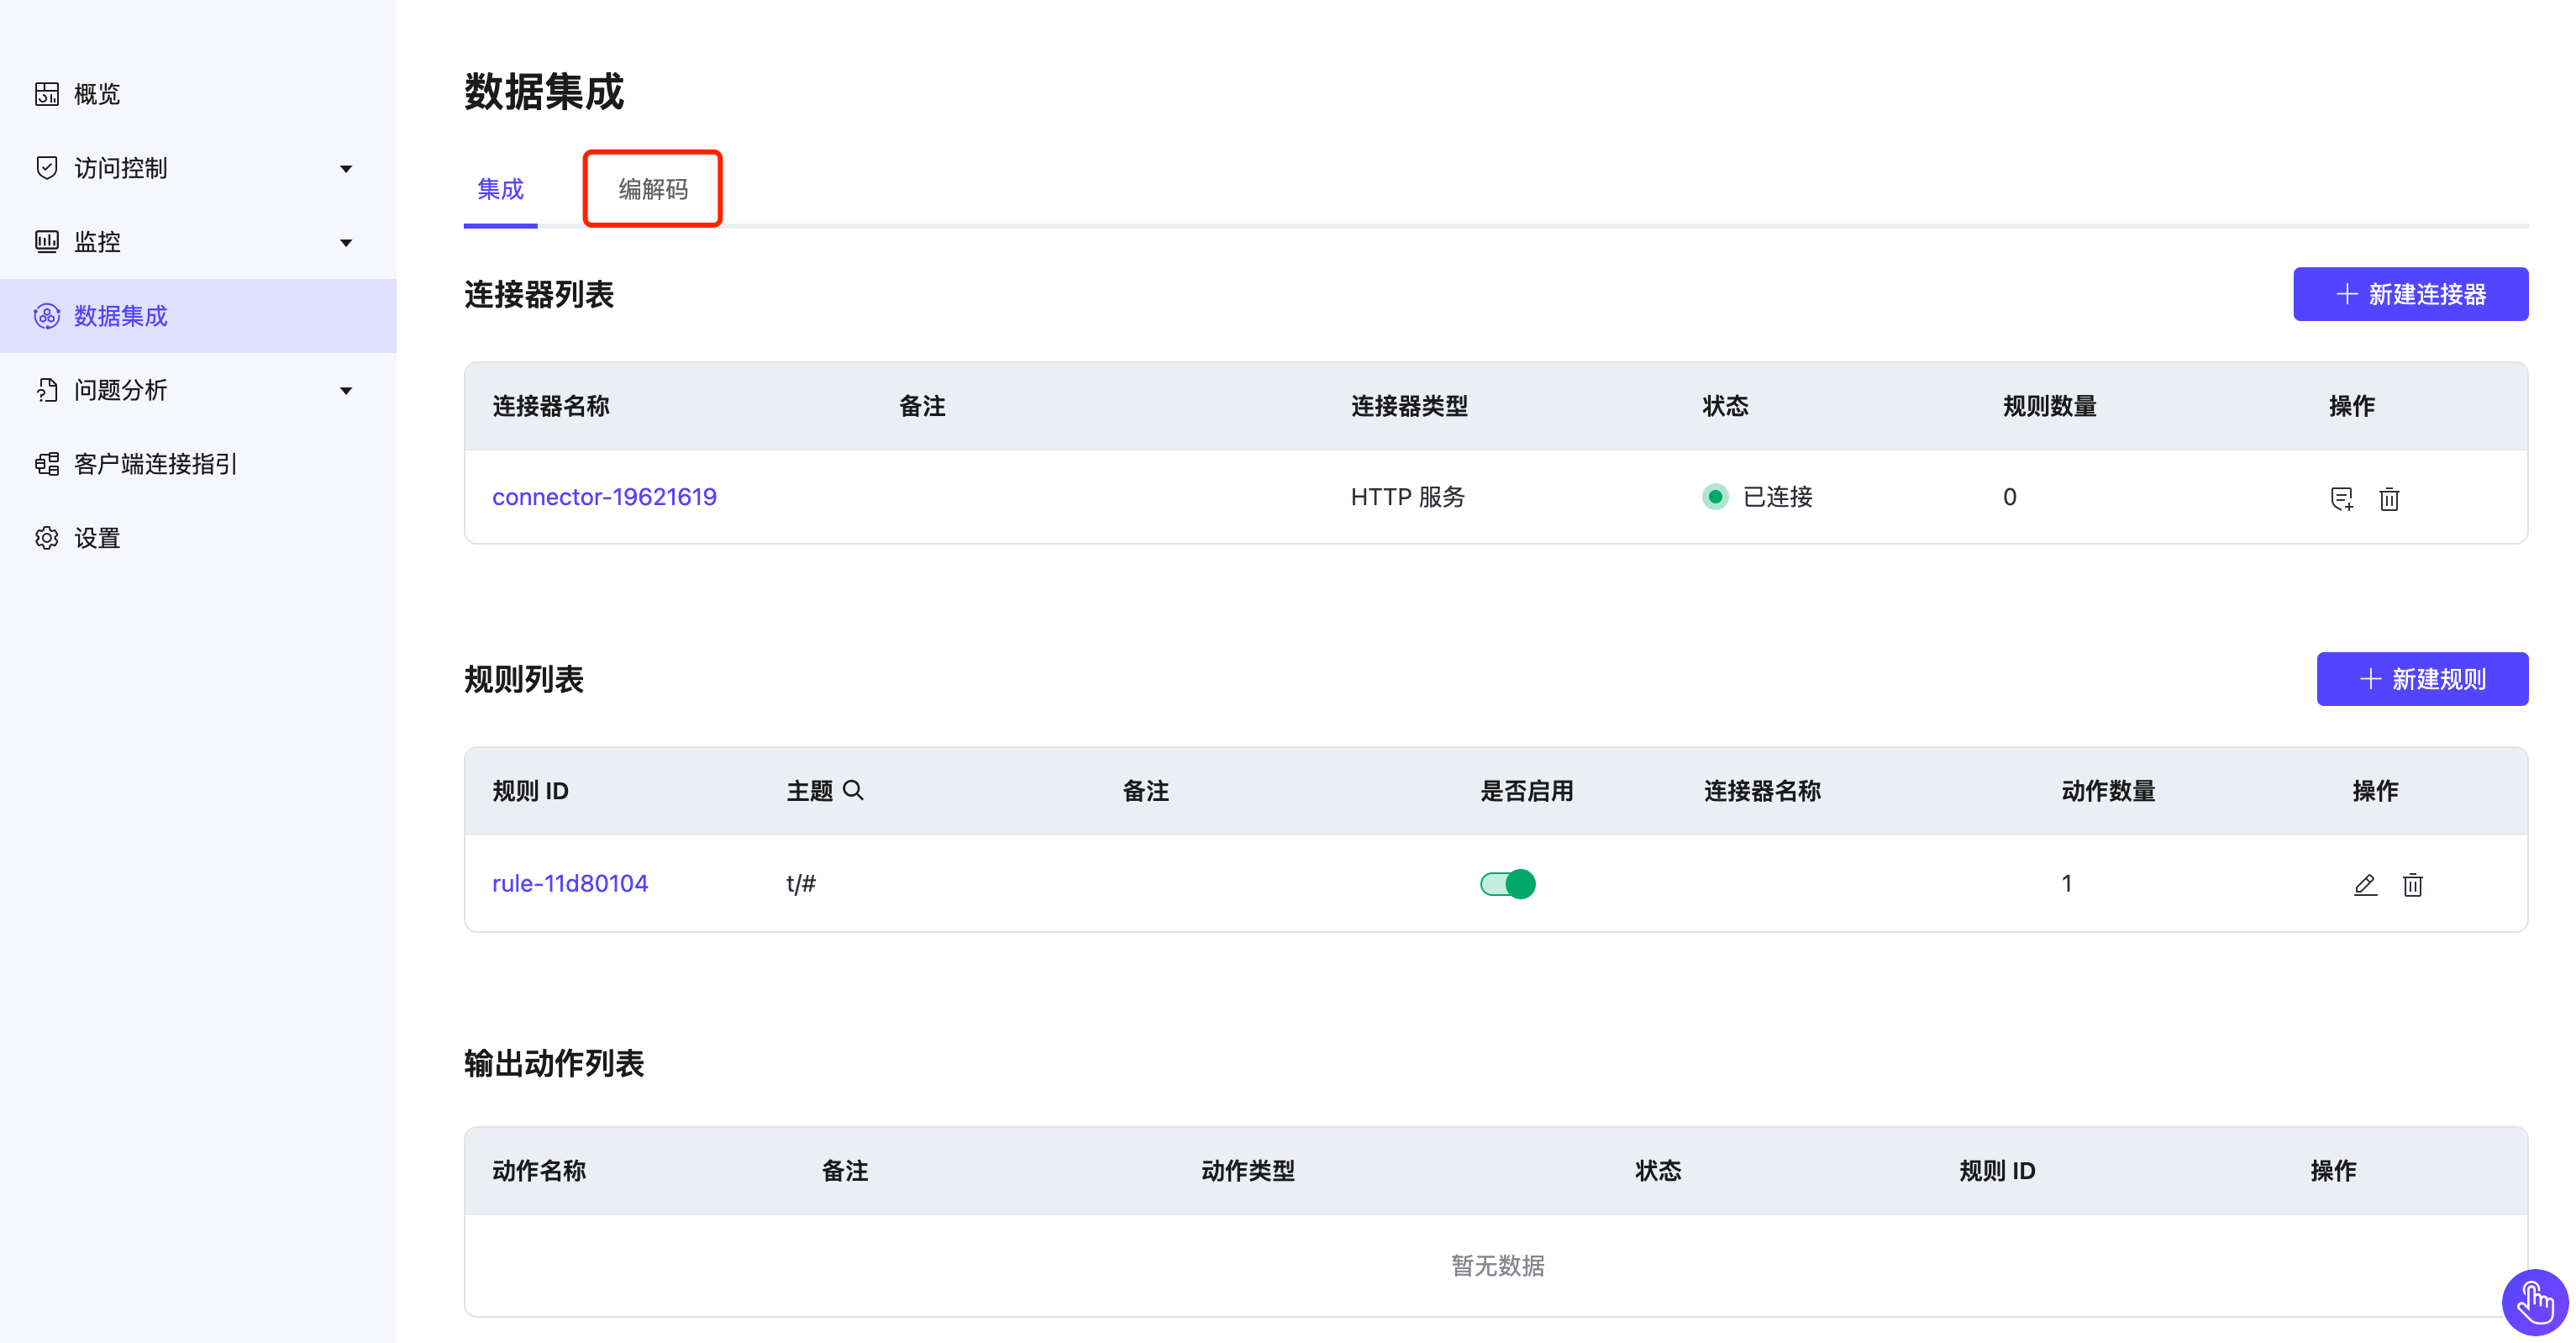 概览
访问控制
监控
数据集成
问题分析
客户端连接指引
设置
数据集成
集成 编解码
连接器列表 新建连接器
连接器名称 备注 连接器类型 状态 规则数量 操作
connector-19621619 HTTP 服务 已连接 0
规则列表 新建规则
规则 ID 主题 备注 是否启用 连接器名称 动作数量 操作
rule-11d80104 t/# 1
输出动作列表
动作名称 备注 动作类型 状态 规则 ID 操作
暂无数据